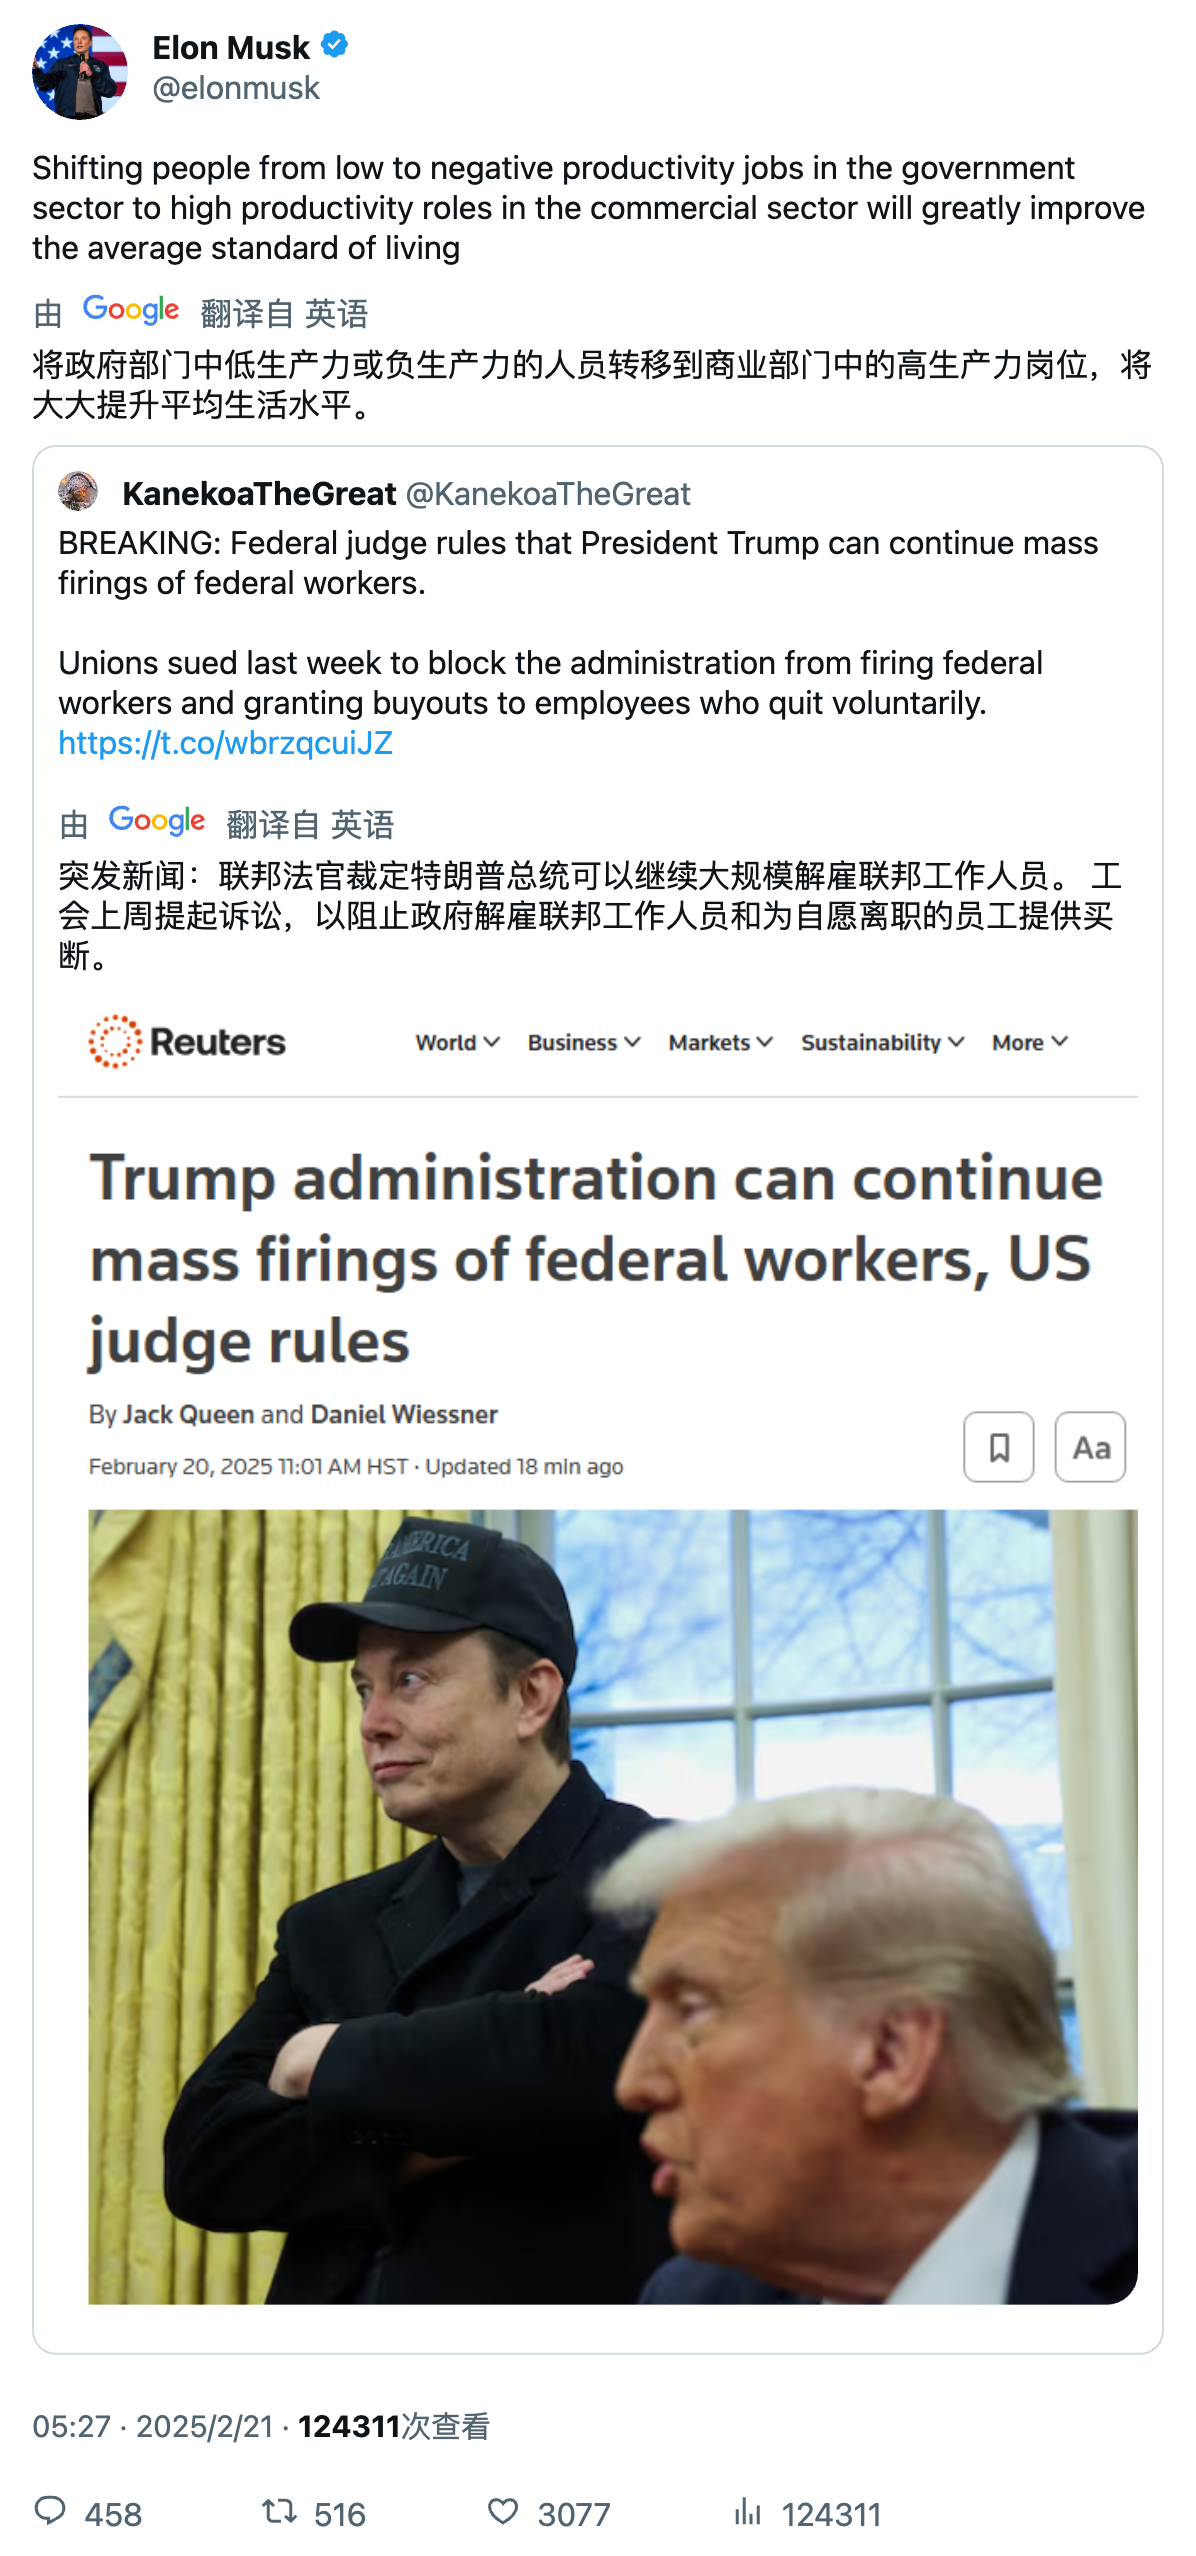 Elon Musk
@elonmusk
Shifting people from low to negative productivity jobs in the government
sector to high productivity roles in the commercial sector will greatly improve
the average standard of living
由 Google 翻译自 英语
将政府部门中低生产力或负生产力的人员转移到商业部门中的高生产力岗位，将
大大提升平均生活水平。
KanekoaTheGreat @KanekoaTheGreat
BREAKING: Federal judge rules that President Trump can continue mass
firings of federal workers.
Unions sued last week to block the administration from firing federal
workers and granting buyouts to employees who quit voluntarily.
https://t.co/wbrzqcuiJZ
由 Google 翻译自 英语
突发新闻：联邦法官裁定特朗普总统可以继续大规模解雇联邦工作人员。 工
会上周提起诉讼，以阻止政府解雇联邦工作人员和为自愿离职的员工提供买
断。
Reuters World Business Markets Sustainability More
Trump administration can continue
mass firings of federal workers, US
judge rules
By Jack Queen and Daniel Wiessner
February 20, 2025 11:01 AM HST · Updated 18 min ago
Aa
AMERICA
AGAIN
05:27 · 2025/2/21 · 124311次查看
458 516 3077 124311